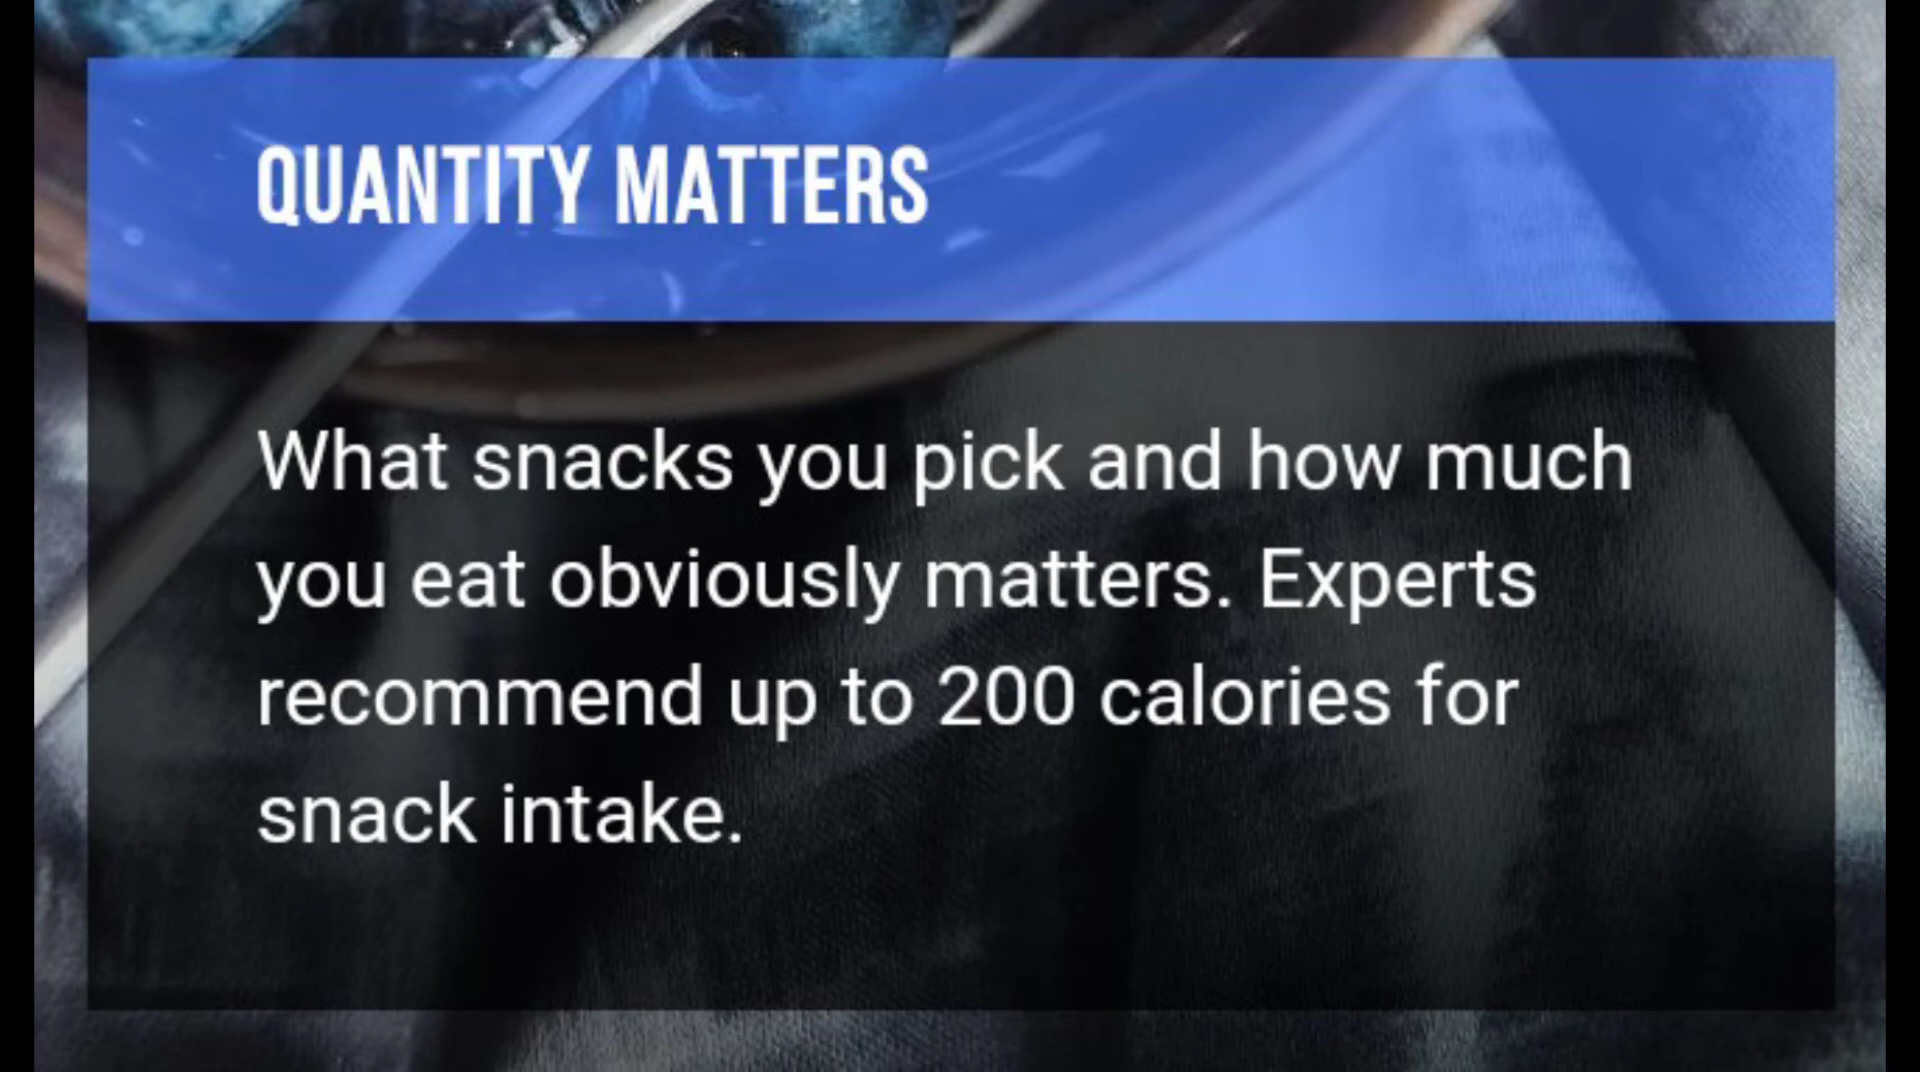 QUANTITY MATTERS
What snacks you pick and how much
you eat obviously matters. Experts
recommend up to 200 calories for
snack intake.